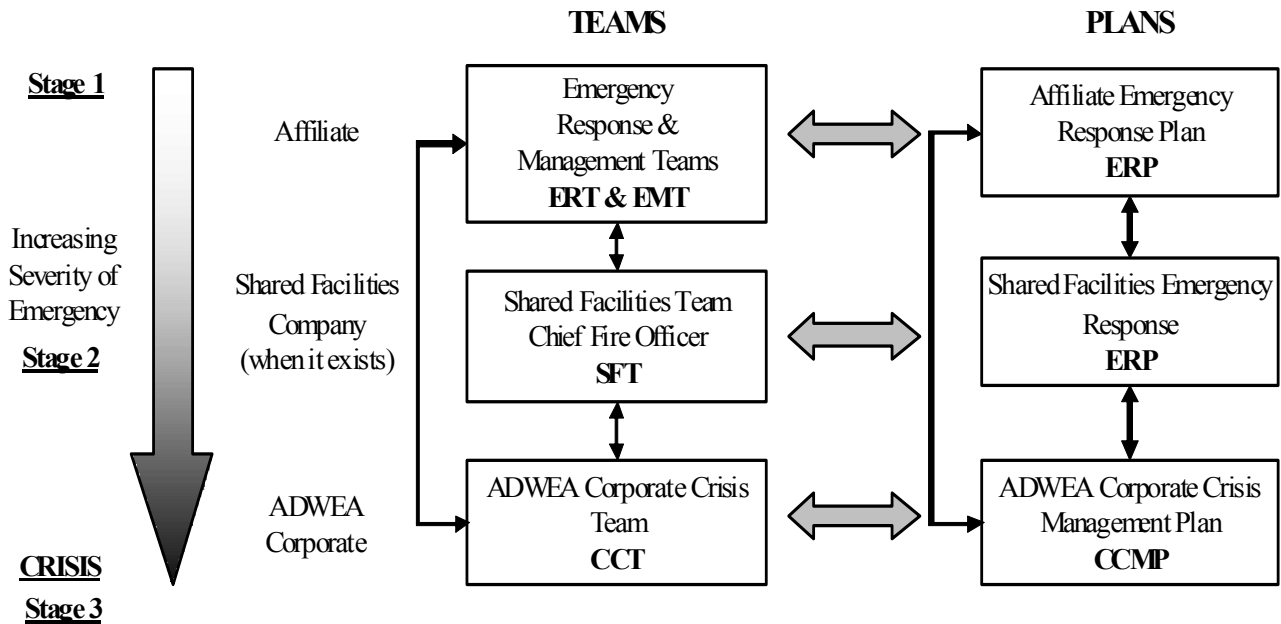 TEAMS
PLANS
Stage 1
Increasing
Severity of
Emergency
Stage 2
CRISIS
Stage 3
Affiliate
Shared Facilities
Company
(when it exists)
ADWEA
Corporate
Emergency
Response &
Management Teams
ERT & EMT
Shared Facilities Team
Chief Fire Officer
SFT
ADWEA Corporate Crisis
Team
CCT
Affiliate Emergency
Response Plan
ERP
Shared Facilities Emergency
Response
ERP
ADWEA Corporate Crisis
Management Plan
CCMP